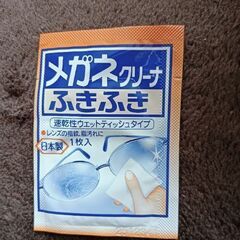 メガネクリーナ
ふきふき
速乾性ウェットティッシュタイプ
●レンズの指紋、脂汚れに
日本製 1枚入